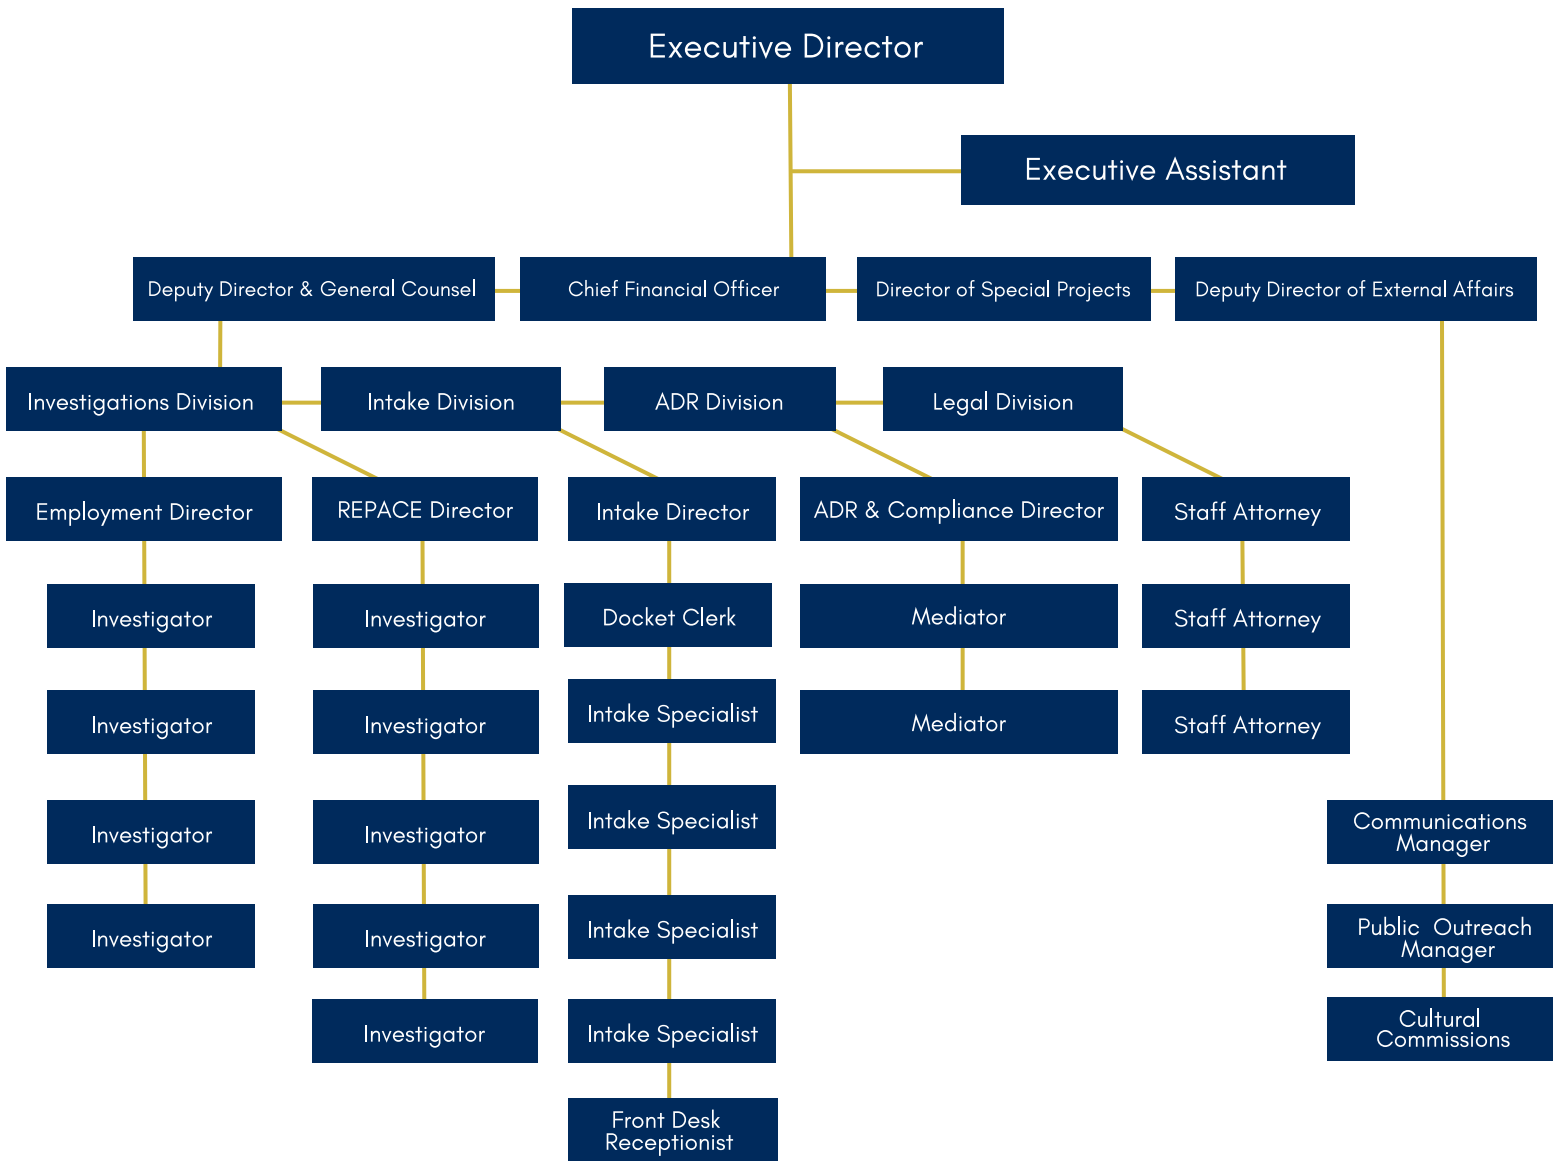 Executive Director
Executive Assistant
Deputy Director & General Counsel
Chief Financial Officer
Director of Special Projects
Deputy Director of External Affairs
Investigations Division
Intake Division
ADR Division
Legal Division
Employment Director
REPACE Director
Intake Director
ADR & Compliance Director
Staff Attorney
Investigator
Investigator
Docket Clerk
Mediator
Staff Attorney
Investigator
Investigator
Intake Specialist
Mediator
Staff Attorney
Investigator
Investigator
Intake Specialist
Communications
Manager
Investigator
Investigator
Intake Specialist
Public Outreach
Manager
Investigator
Intake Specialist
Cultural
Commissions
Front Desk
Receptionist